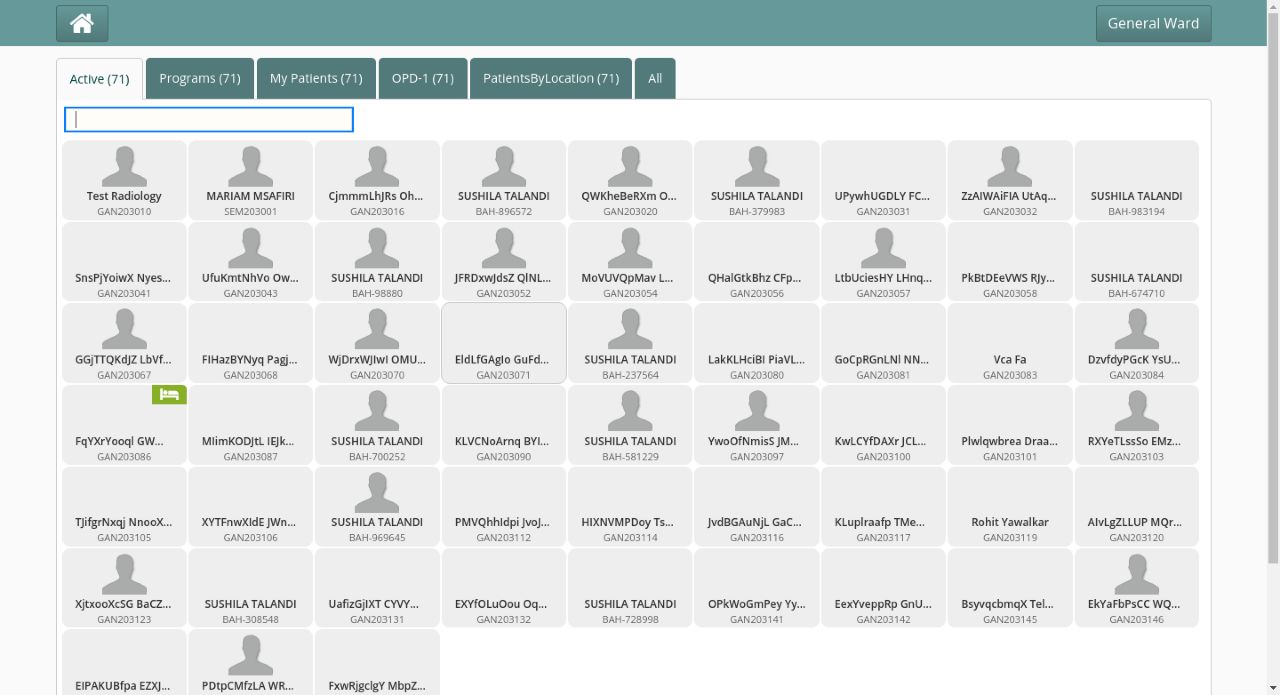 General Ward
Active (71)
Programs (71)
My Patients (71)
OPD-1 (71)
PatientsByLocation (71)
All
Test Radiology
GAN203010
MARIAM MSAFIRI
SEM203001
CjmmmLhJRs Oh...
GAN203016
SUSHILA TALANDI
BAH-896572
QWKheBeRXm O...
GAN203020
SUSHILA TALANDI
BAH-379983
UPywhUGDLY FC...
GAN203031
ZzAIWAiFIA UtAq...
GAN203032
SUSHILA TALANDI
BAH-983194
SnsPjYoiwX Nyes...
GAN203041
UfuKmtNhVo Ow...
GAN203043
SUSHILA TALANDI
BAH-98880
JFRDxwJdsZ QlNL...
GAN203052
MoVUVQpMav L...
GAN203054
QHalGtkBhz CFp...
GAN203056
LtbUciesHY LHnq...
GAN203057
PkBtDEeVWS RJy...
GAN203058
SUSHILA TALANDI
BAH-674710
GGjTTQKdJZ LbVf...
GAN203067
FIHazBYNyq Pagj...
GAN203068
WjDrxWJIwI OMU...
GAN203070
EldLfGAgIo GuFd...
GAN203071
SUSHILA TALANDI
BAH-237564
LakKLHciBI PiaVL...
GAN203080
GoCpRGnLNl NN...
GAN203081
Vca Fa
GAN203083
DzvfdyPGcK YsU...
GAN203084
FqYXrYooql GW...
GAN203086
MIimKODJtL IEJk...
GAN203087
SUSHILA TALANDI
BAH-700252
KLVCNoArnq BYI...
GAN203090
SUSHILA TALANDI
BAH-581229
YwoOfNmisS JM...
GAN203097
KwLCYfDAXr JCL...
GAN203100
Plwlqwbrea Draa...
GAN203101
RXYeTLssSo EMz...
GAN203103
TJifgrNxqj NnooX...
GAN203105
XYTFnwXIdE JWn...
GAN203106
SUSHILA TALANDI
BAH-969645
PMVQhhIdpi JvoJ...
GAN203112
HIXNVMPDoy Ts...
GAN203114
JvdBGAuNjL GaC...
GAN203116
KLuplraafp TMe...
GAN203117
Rohit Yawalkar
GAN203119
AIvLgZLLUP MQr...
GAN203120
XjtxooXcSG BaCZ...
GAN203123
SUSHILA TALANDI
BAH-308548
UafizGjIXT CYVY...
GAN203131
EXYfOLuOou Oq...
GAN203132
SUSHILA TALANDI
BAH-728998
OPkWoGmPey Yy...
GAN203141
EexYveppRp GnU...
GAN203142
BsyvqcbmqX Tel...
GAN203145
EkYaFbPsCC WQ...
GAN203146
EIPAKUBfpa EZXJ...
PDtpCMfzLA WR...
FxwRjgclgY MbpZ...